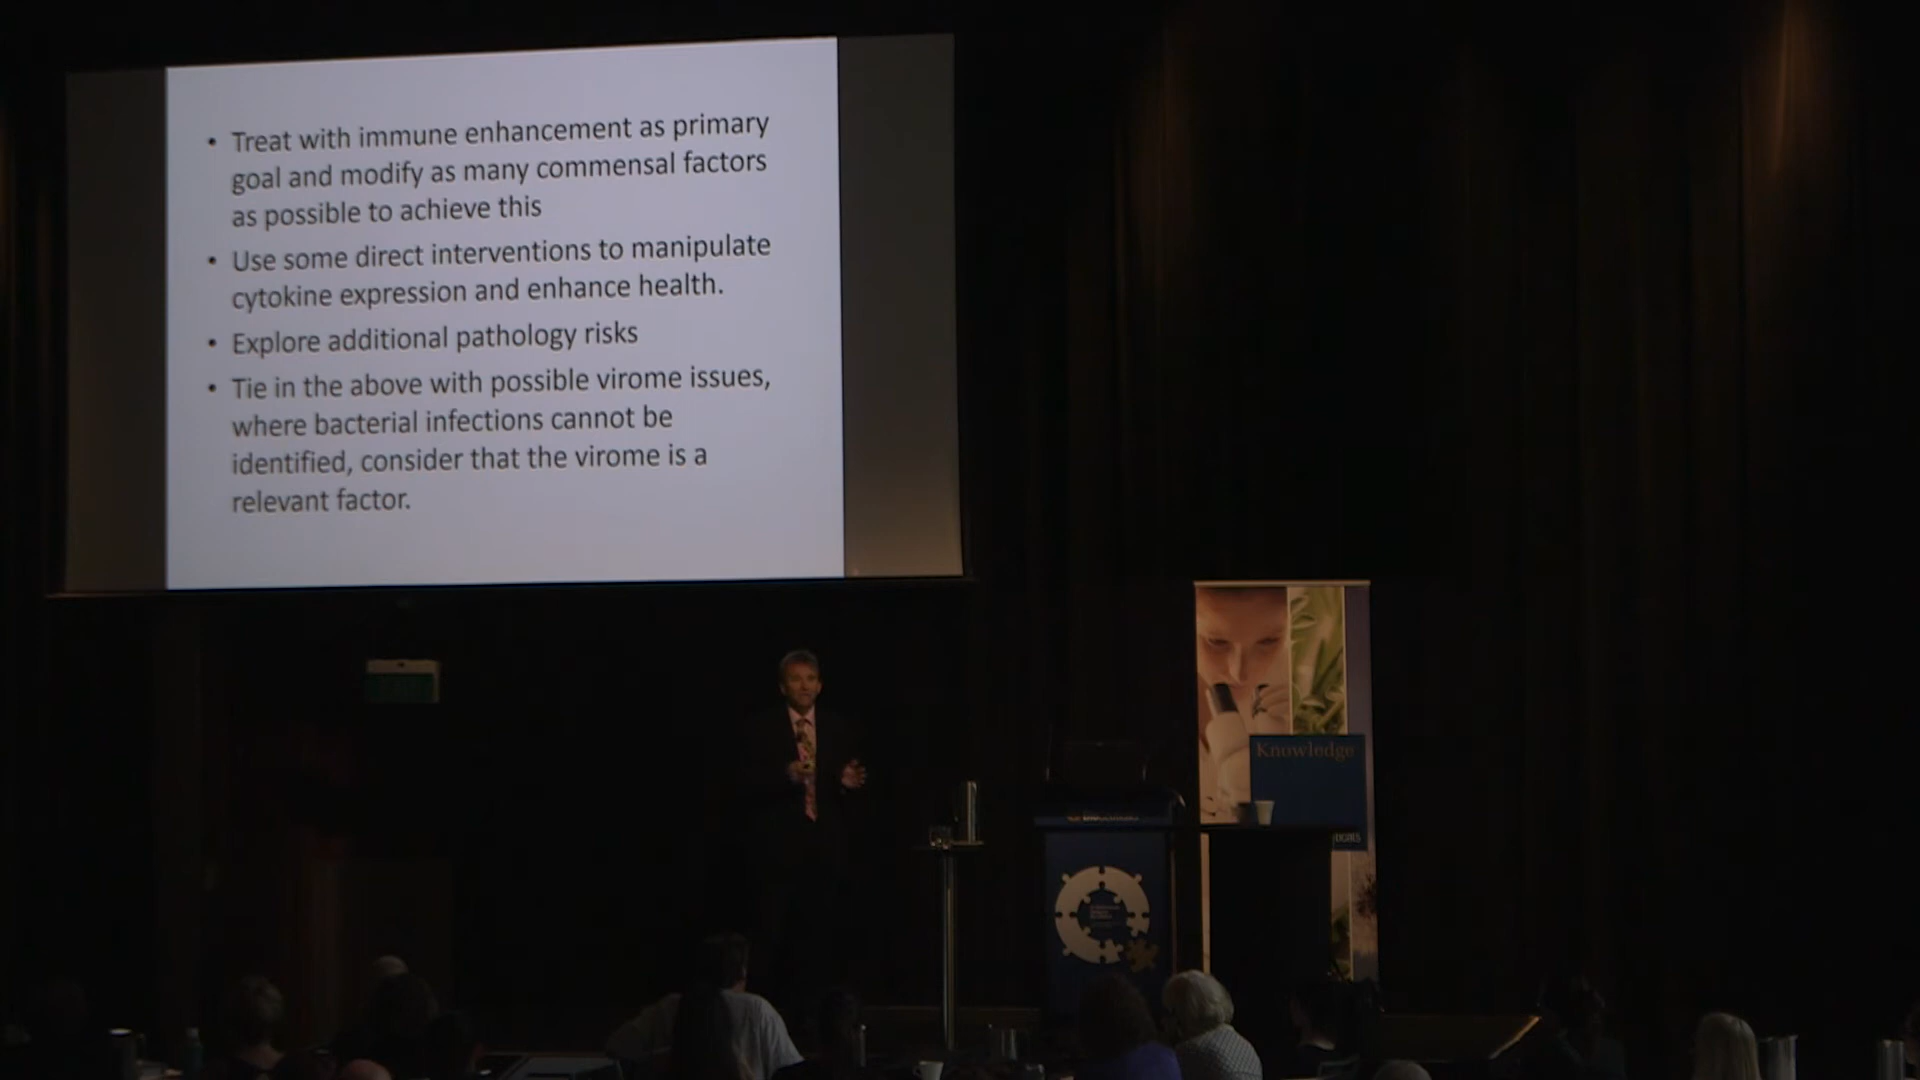 • Treat with immune enhancement as primary
goal and modify as many commensal factors
as possible to achieve this
• Use some direct interventions to manipulate
cytokine expression and enhance health.
• Explore additional pathology risks
• Tie in the above with possible virome issues,
where bacterial infections cannot be
identified, consider that the virome is a
relevant factor.
EXIT
Knowledge